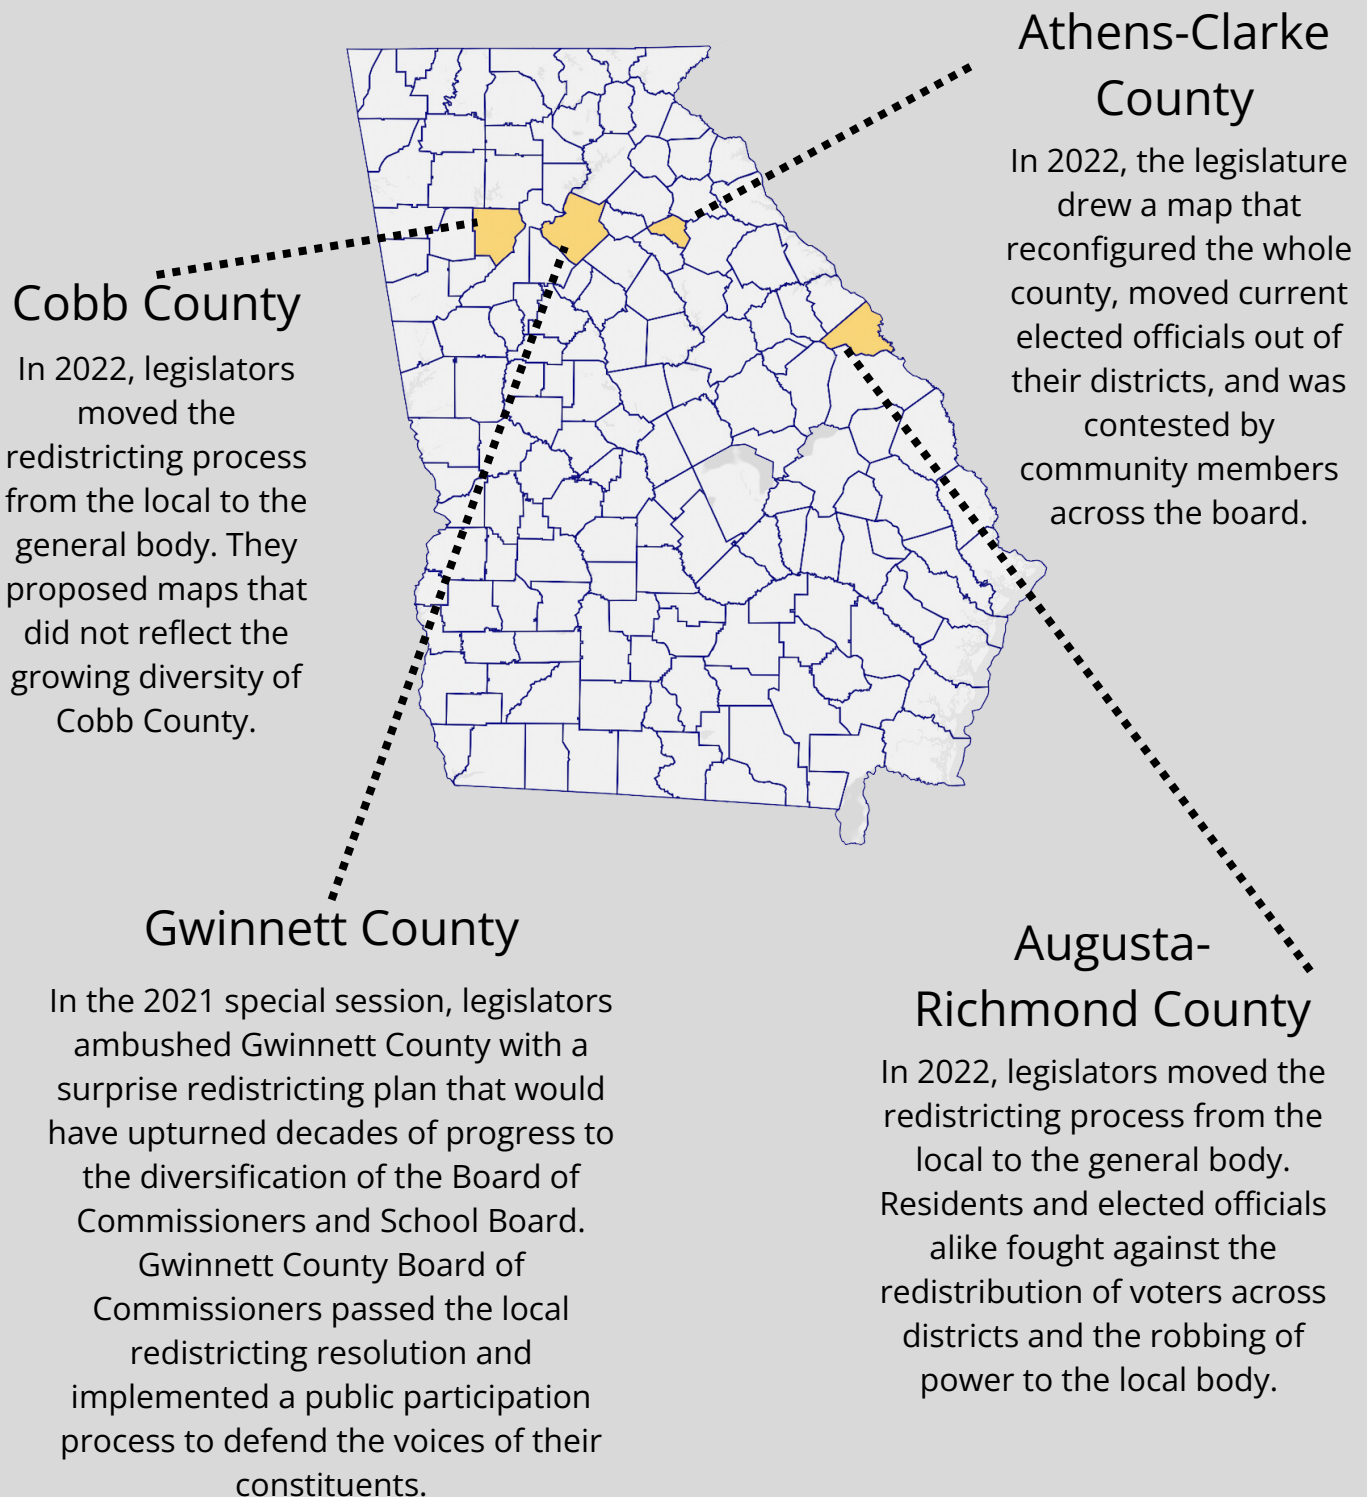 Athens-Clarke
County
In 2022, the legislature
drew a map that
reconfigured the whole
county, moved current
elected officials out of
their districts, and was
contested by
community members
across the board.
Cobb County
In 2022, legislators
moved the
redistricting process
from the local to the
general body. They
proposed maps that
did not reflect the
growing diversity of
Cobb County.
Gwinnett County
In the 2021 special session, legislators
ambushed Gwinnett County with a
surprise redistricting plan that would
have upturned decades of progress to
the diversification of the Board of
Commissioners and School Board.
Gwinnett County Board of
Commissioners passed the local
redistricting resolution and
implemented a public participation
process to defend the voices of their
constituents.
Augusta-
Richmond County
In 2022, legislators moved the
redistricting process from the
local to the general body.
Residents and elected officials
alike fought against the
redistribution of voters across
districts and the robbing of
power to the local body.